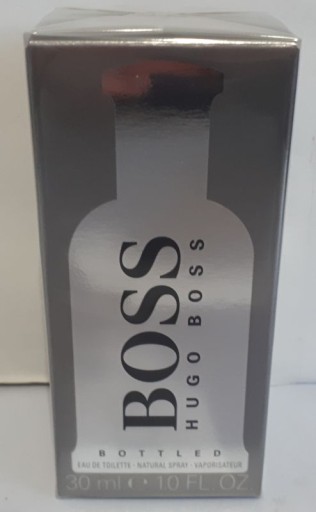 BOSS
HUGO BOSS
BOTTLED
EAU DE TOILETTE · NATURAL SPRAY · VAPORISATEUR
30 ml ℮ 1.0 FL. OZ